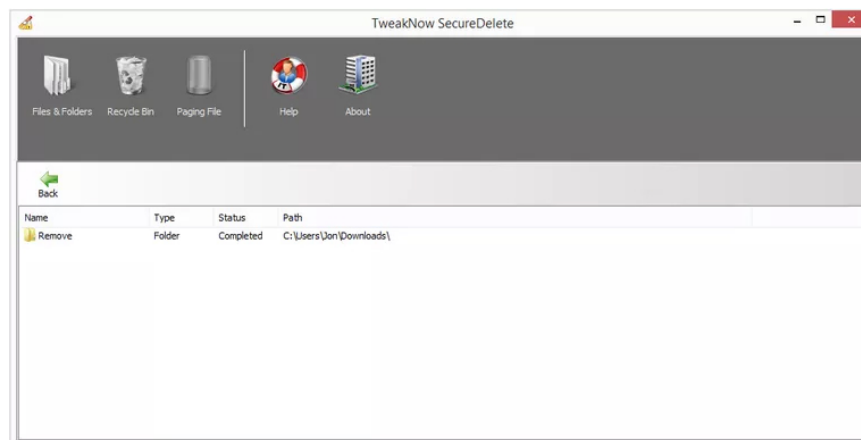 TweakNow SecureDelete
Files & Folders Recycle Bin Paging File Help About
Back
Name Type Status Path
Remove Folder Completed C:\Users\Jon\Downloads\